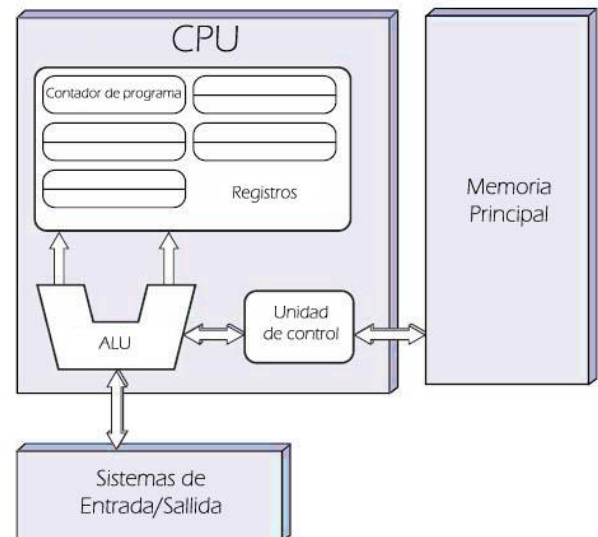 CPU
Contador de programa
Registros
Memoria
Principal
Unidad
de control
ALU
Sistemas de
Entrada/Sallida